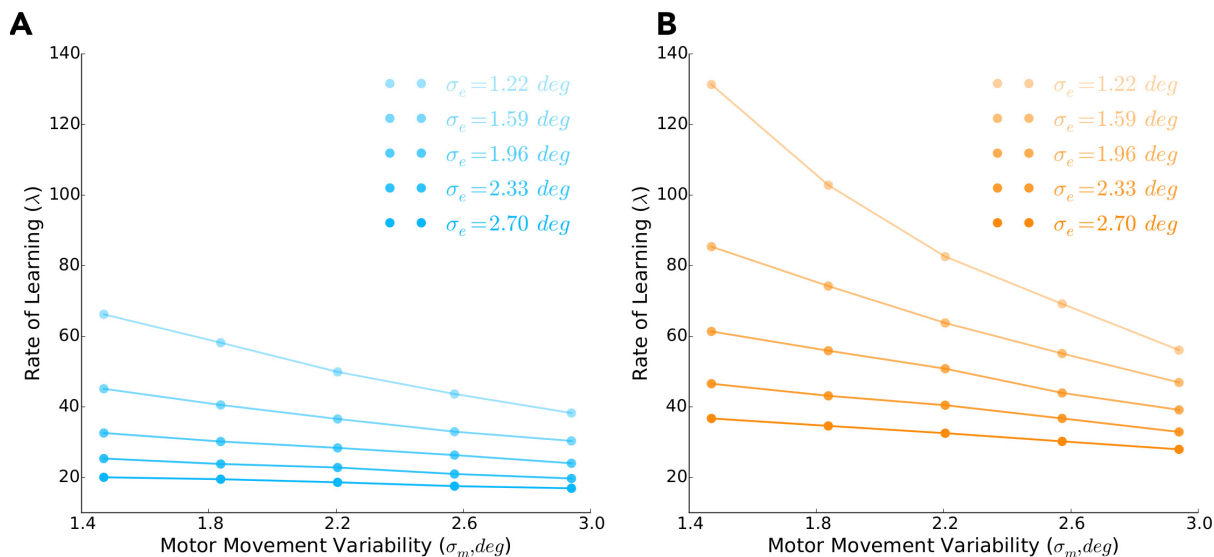 A
140
120
100
80
60
40
20
Rate of Learning (λ)
σe=1.22 deg
σe=1.59 deg
σe=1.96 deg
σe=2.33 deg
σe=2.70 deg
1.4 1.8 2.2 2.6 3.0
Motor Movement Variability (σm,deg)
B
140
120
100
80
60
40
20
Rate of Learning (λ)
σe=1.22 deg
σe=1.59 deg
σe=1.96 deg
σe=2.33 deg
σe=2.70 deg
1.4 1.8 2.2 2.6 3.0
Motor Movement Variability (σm,deg)